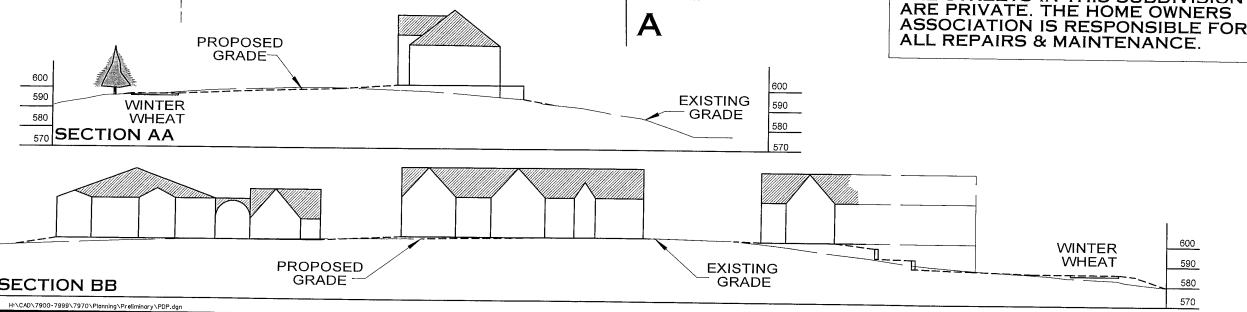 ARE PRIVATE. THE HOME OWNERS
ASSOCIATION IS RESPONSIBLE FOR
ALL REPAIRS & MAINTENANCE.
A
PROPOSED
GRADE
600
590
580
570
WINTER
WHEAT
SECTION AA
EXISTING
GRADE
600
590
580
570
PROPOSED
GRADE
EXISTING
GRADE
WINTER
WHEAT
600
590
580
570
SECTION BB
H:\CAD\7900-7999\7970\Planning\Preliminary\PDP.dgn